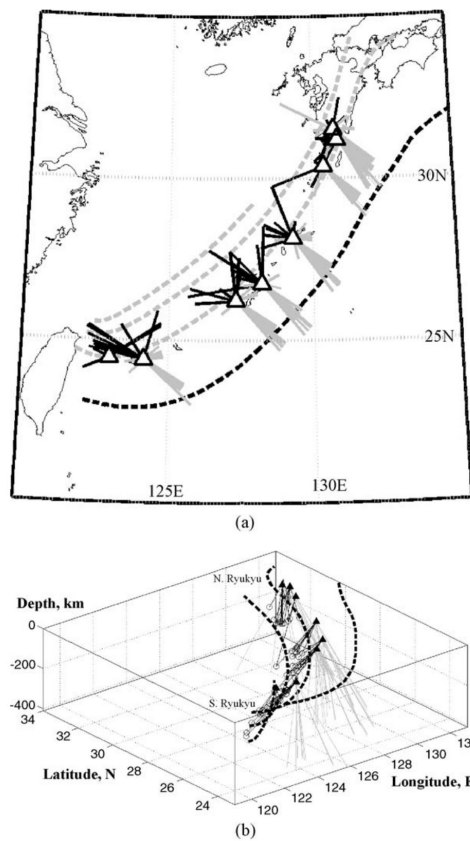 30N
25N
125E
130E
(a)
N. Ryukyu
Depth, km
0
-200
S. Ryukyu
-400
34
32
30
28
26
24
Latitude, N
120
122
124
126
128
130
Longitude, E
(b)